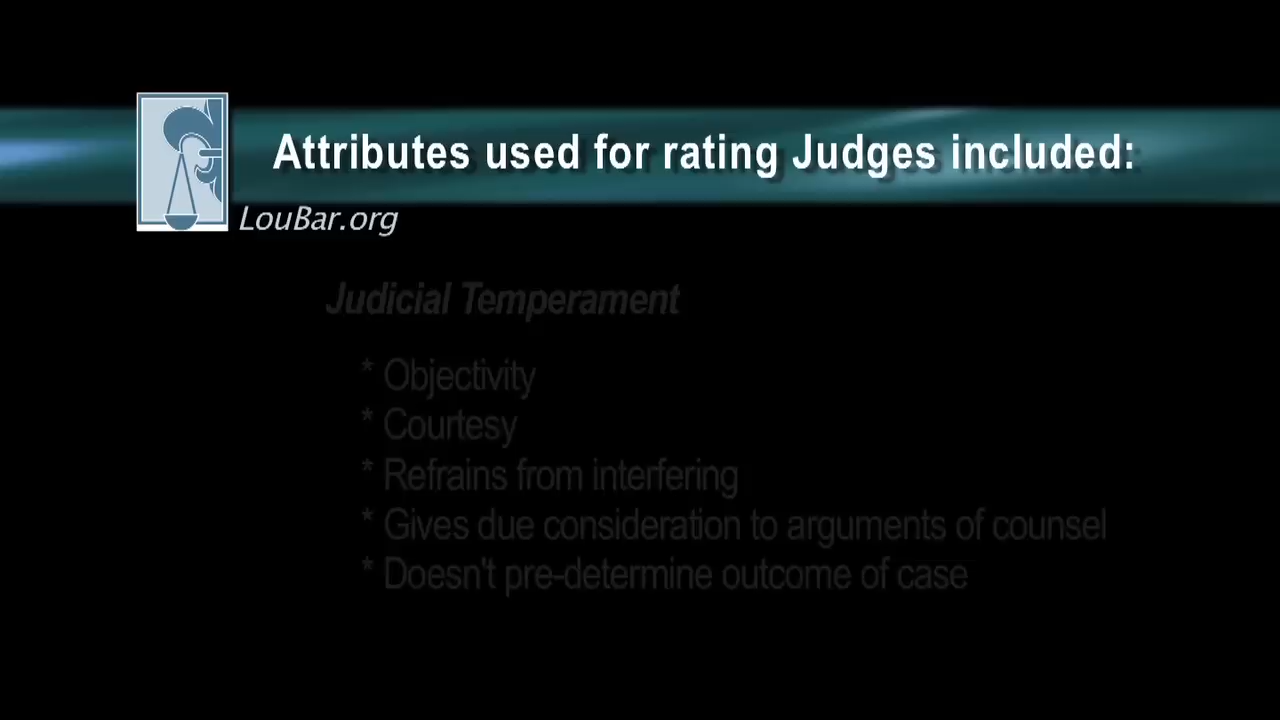 Attributes used for rating Judges included:
LouBar.org
Judicial Temperament
* Objectivity
* Courtesy
* Refrains from interfering
* Gives due consideration to arguments of counsel
* Doesn't pre-determine outcome of case